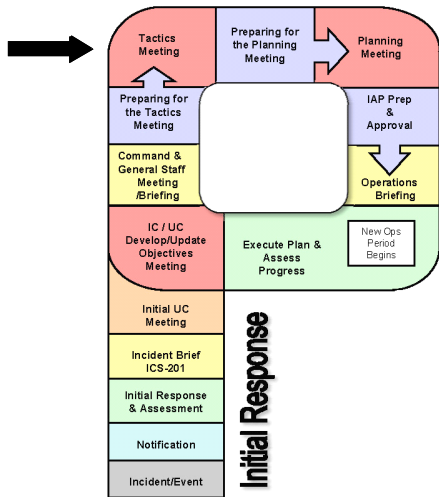 Tactics
Meeting
Preparing for
the Planning
Meeting
Planning
Meeting
Preparing for
the Tactics
Meeting
IAP Prep
&
Approval
Command &
General Staff
Meeting
/Briefing
Operations
Briefing
IC / UC
Develop/Update
Objectives
Meeting
Execute Plan &
Assess
Progress
New Ops
Period
Begins
Initial UC
Meeting
Incident Brief
ICS-201
Initial Response
& Assessment
Notification
Incident/Event
Initial Response